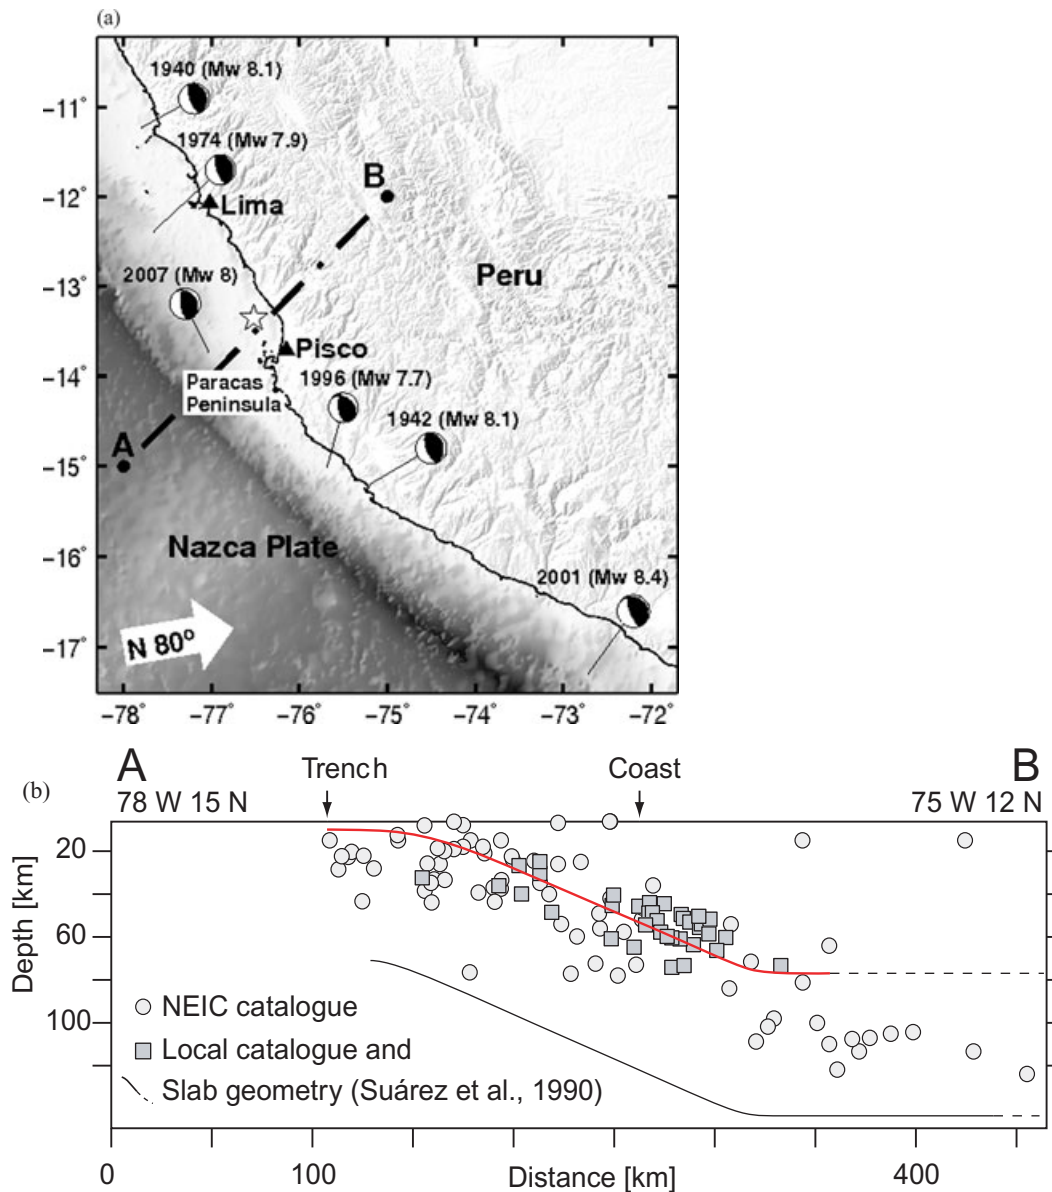 (a)
1940 (Mw 8.1)
−11°
1974 (Mw 7.9)
B
−12°
Lima
2007 (Mw 8)
Peru
−13°
Pisco
−14°
Paracas
Peninsula
1996 (Mw 7.7)
1942 (Mw 8.1)
A
−15°
Nazca Plate
−16°
2001 (Mw 8.4)
N 80º
−17°
−78° −77° −76° −75° −74° −73° −72°
A
Trench
Coast
B
(b)
78 W 15 N
75 W 12 N
20
60
100
Depth [km]
NEIC catalogue
Local catalogue and
Slab geometry (Suárez et al., 1990)
0 100 Distance [km] 400